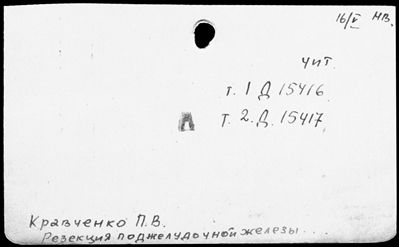 16/V НВ.
чит.
т. 1 Д 15416.
Д т. 2. Д. 15417.
Кравченко П.В.
Резекция поджелудочной железы...